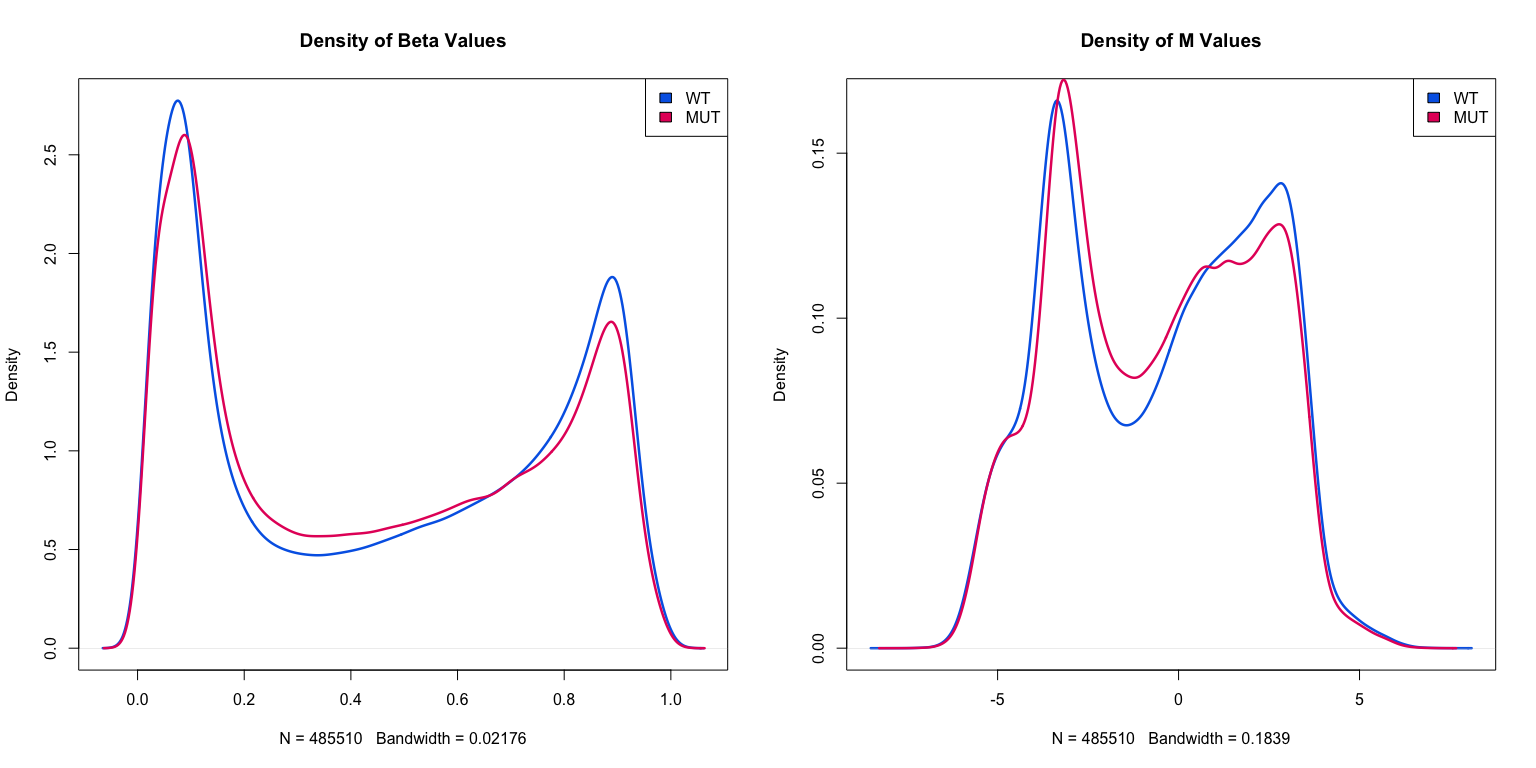 Density of Beta Values
WT
MUT
Density
0.0
0.5
1.0
1.5
2.0
2.5
0.0 0.2 0.4 0.6 0.8 1.0
N = 485510 Bandwidth = 0.02176
Density of M Values
WT
MUT
Density
0.00
0.05
0.10
0.15
-5 0 5
N = 485510 Bandwidth = 0.1839